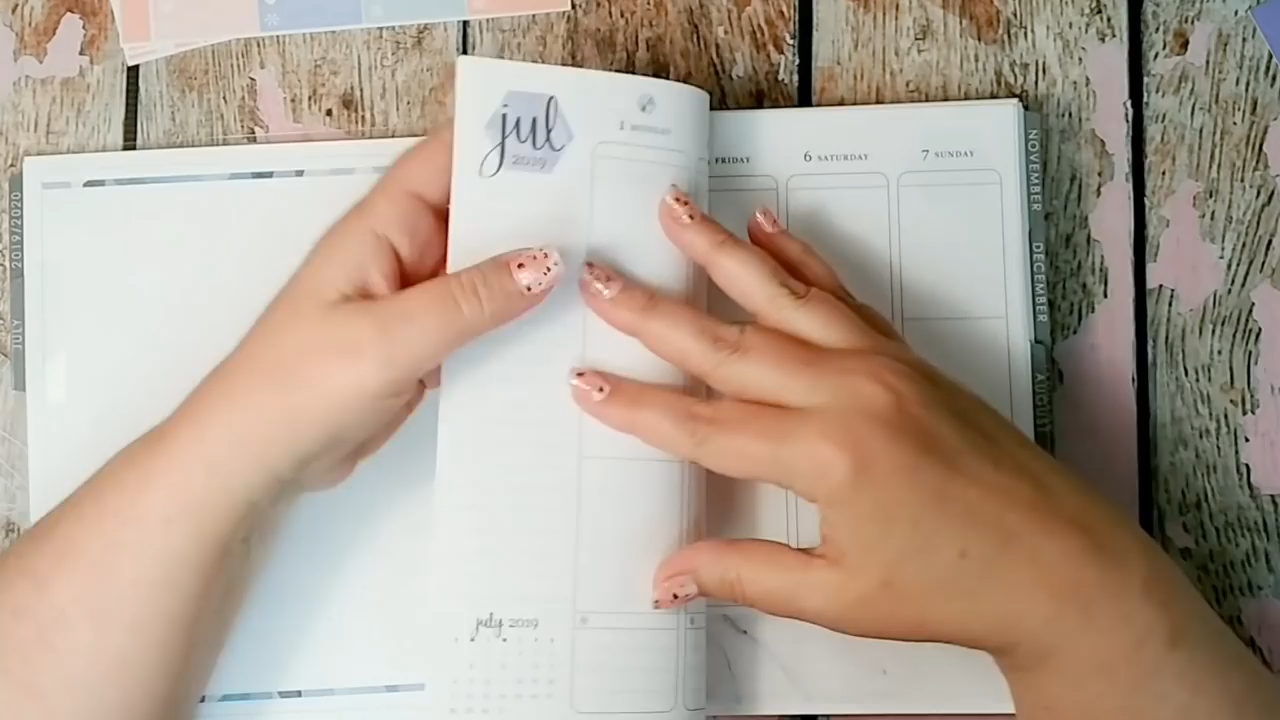 2019/2020
JULY
jul
2019
1 MONDAY
FRIDAY
6 SATURDAY
7 SUNDAY
NOVEMBER
DECEMBER
AUGUST
july 2019